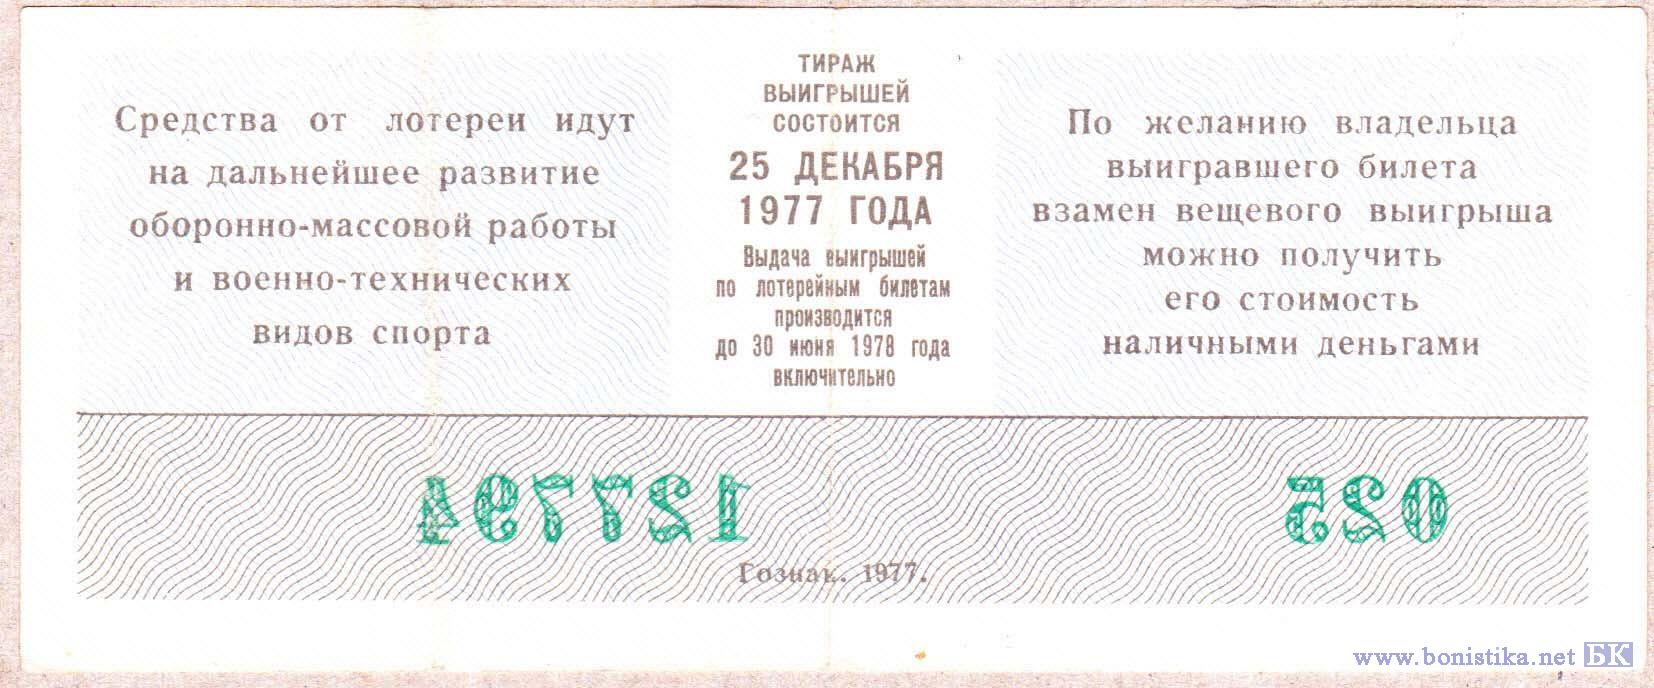 Средства от лотереи идут
на дальнейшее развитие
оборонно-массовой работы
и военно-технических
видов спорта
ТИРАЖ
ВЫИГРЫШЕЙ
СОСТОИТСЯ
25 ДЕКАБРЯ
1977 ГОДА
Выдача выигрышей
по лотерейным билетам
производится
до 30 июня 1978 года
включительно
По желанию владельца
выигравшего билета
взамен вещевого выигрыша
можно получить
его стоимость
наличными деньгами
127794
025
Гознак. 1977.
www.bonistika.net БК